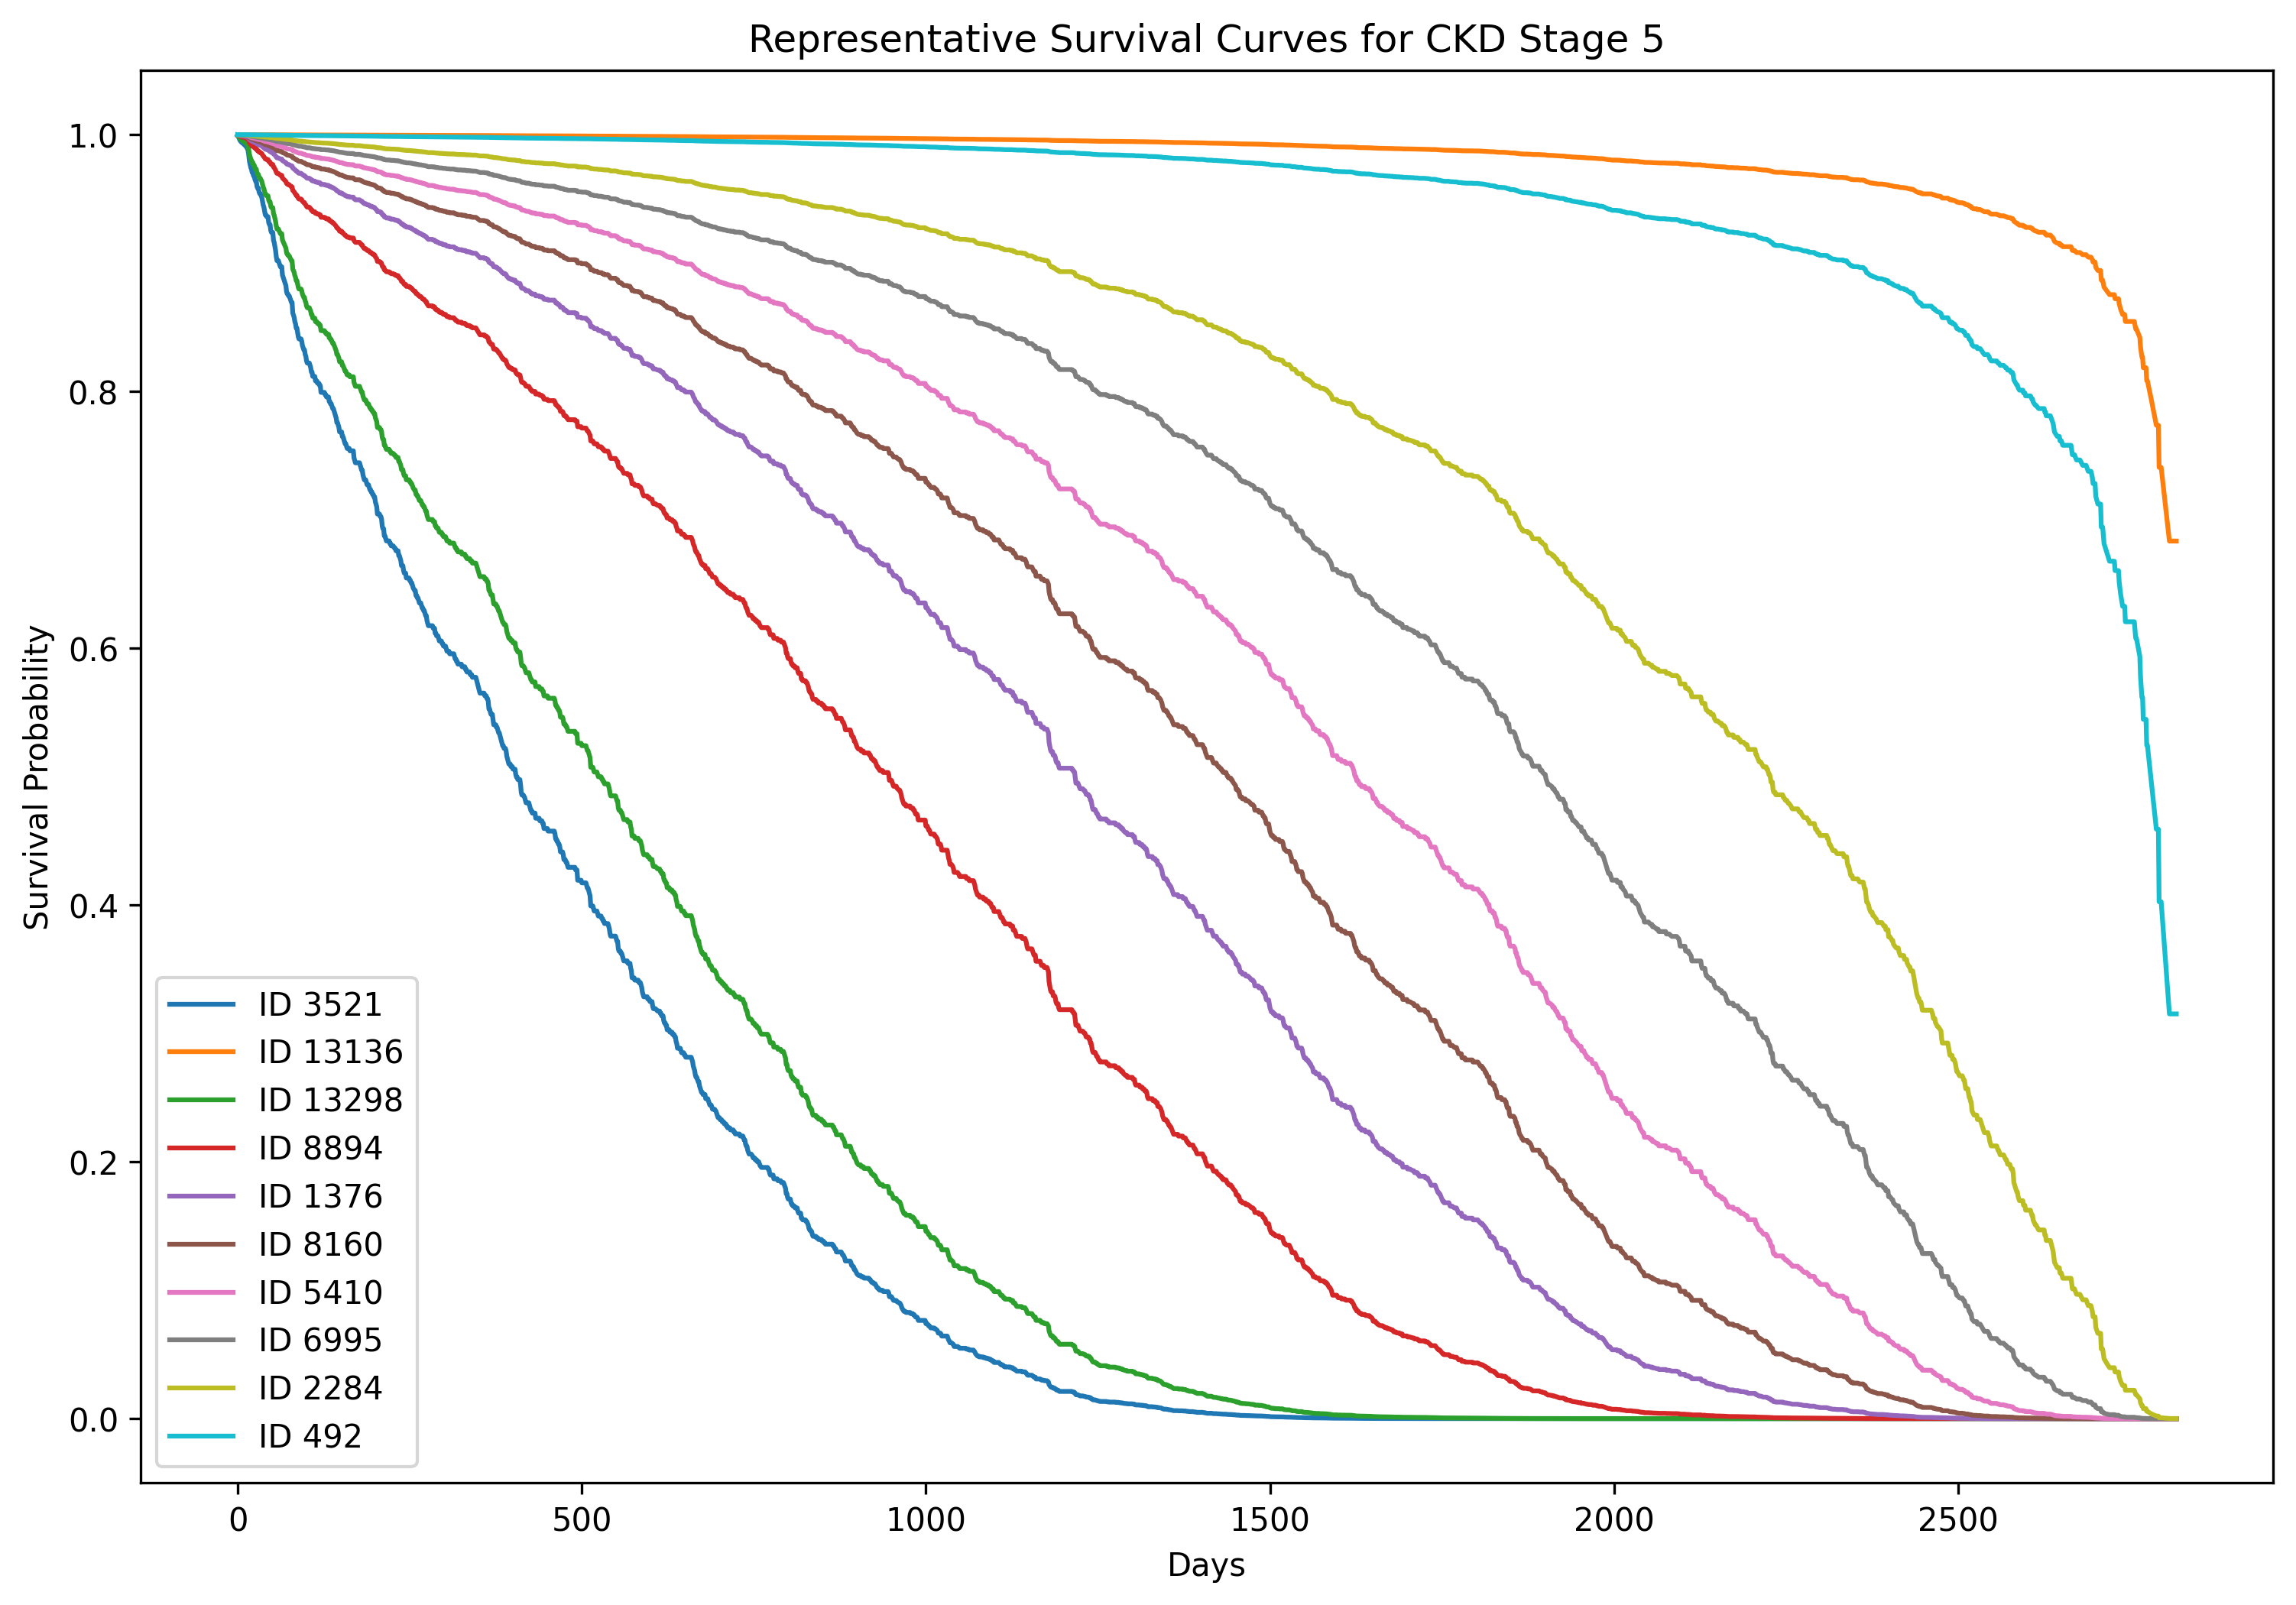 Representative Survival Curves for CKD Stage 5
Survival Probability
1.0
0.8
0.6
0.4
0.2
0.0
ID 3521
ID 13136
ID 13298
ID 8894
ID 1376
ID 8160
ID 5410
ID 6995
ID 2284
ID 492
0 500 1000 1500 2000 2500
Days